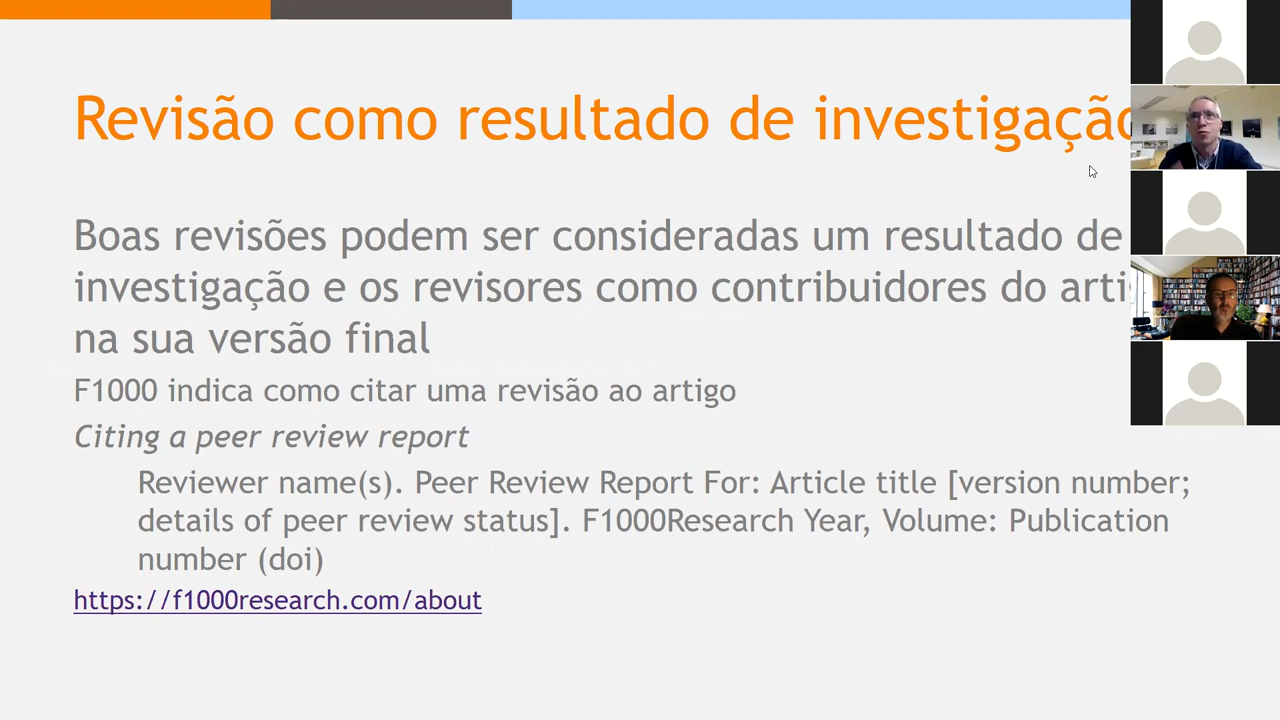 Revisão como resultado de investigação
Boas revisões podem ser consideradas um resultado de
investigação e os revisores como contribuidores do
na sua versão final
F1000 indica como citar uma revisão ao artigo
Citing a peer review report
Reviewer name(s). Peer Review Report For: Article title [version number;
details of peer review status]. F1000Research Year, Volume: Publication
number (doi)
https://f1000research.com/about